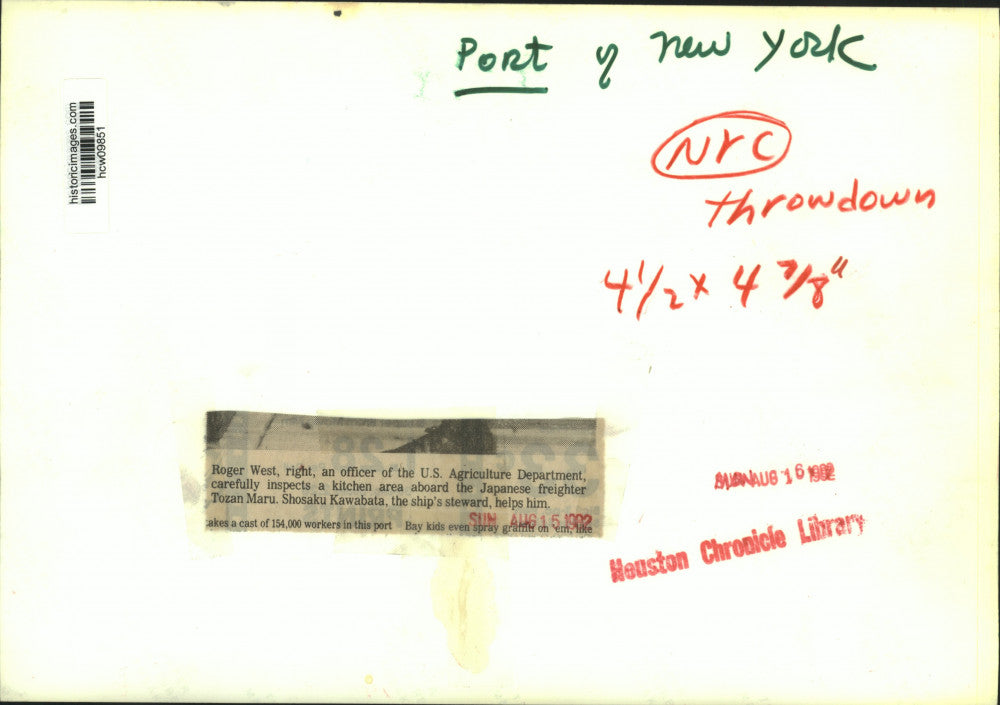 Port of New York
historicimages.com
hcw09851
NYC
throwdown
4 1/2 x 4 7/8"
Roger West, right, an officer of the U.S. Agriculture Department,
carefully inspects a kitchen area aboard the Japanese freighter
Tozan Maru. Shosaku Kawabata, the ship's steward, helps him.
SUN AUG 15 1982
akes a cast of 154,000 workers in this port Bay kids even spray graffiti on 'em, like
AUG 16 1982
Houston Chronicle Library